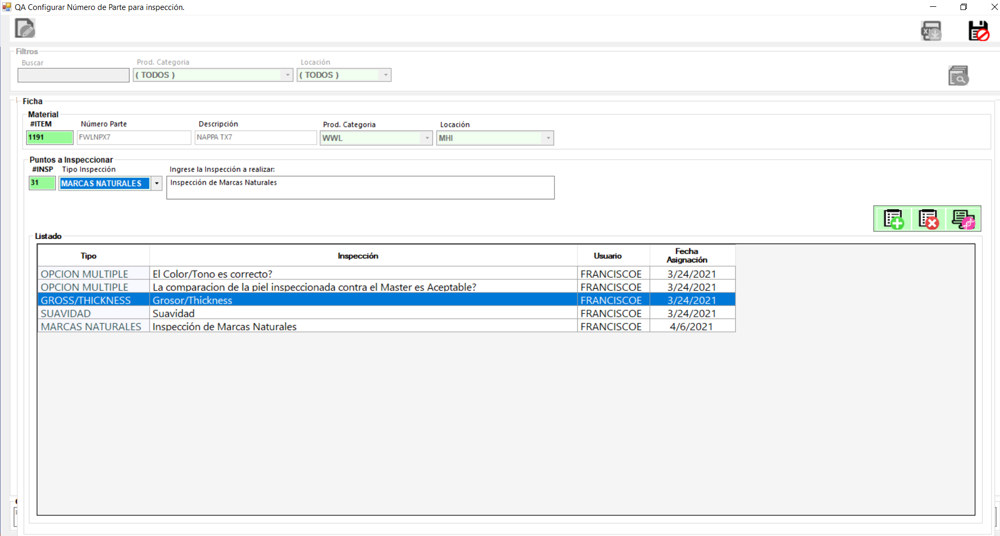 QA Configurar Número de Parte para inspección.
Filtros
Buscar Prod. Categoria Locación
( TODOS ) ( TODOS )
Ficha
Material
#ITEM Número Parte Descripción Prod. Categoria Locación
1191 FWLNPX7 NAPPA TX7 WWL MHI
Puntos a Inspeccionar
#INSP Tipo Inspección Ingrese la Inspección a realizar:
31 MARCAS NATURALES Inspección de Marcas Naturales
Listado
Tipo Inspección Usuario Fecha Asignación
OPCION MULTIPLE El Color/Tono es correcto? FRANCISCOE 3/24/2021
OPCION MULTIPLE La comparacion de la piel inspeccionada contra el Master es Aceptable? FRANCISCOE 3/24/2021
GROSS/THICKNESS Grosor/Thickness FRANCISCOE 3/24/2021
SUAVIDAD Suavidad FRANCISCOE 3/24/2021
MARCAS NATURALES Inspección de Marcas Naturales FRANCISCOE 4/6/2021